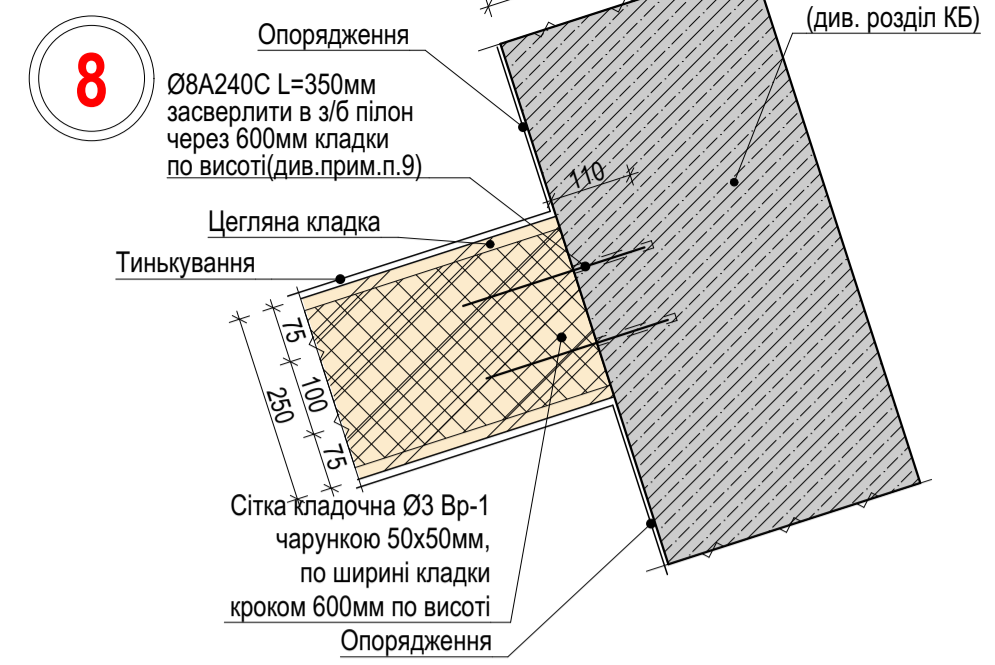 8
Опорядження
(див. розділ КБ)
Ø8А240С L=350мм
засверлити в з/б пілон
через 600мм кладки
по висоті(див.прим.п.9)
110
Цегляна кладка
Тинькування
75
100
250
75
Сітка кладочна Ø3 Вр-1
чарункою 50х50мм,
по ширині кладки
кроком 600мм по висоті
Опорядження